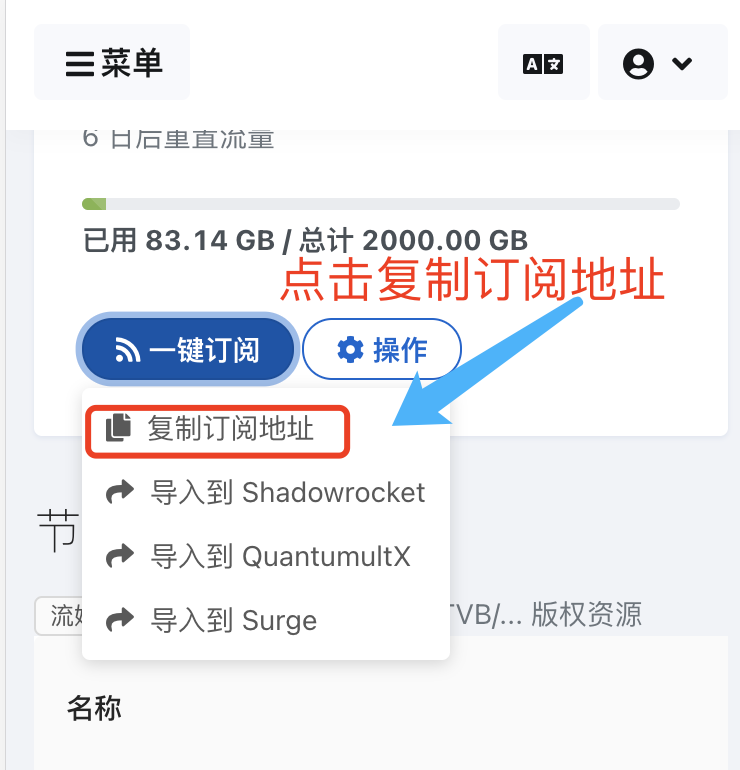 菜单
A 文
6 日后重置流量
已用 83.14 GB / 总计 2000.00 GB
点击复制订阅地址
一键订阅
操作
复制订阅地址
导入到 Shadowrocket
导入到 QuantumultX
导入到 Surge
节
流
TVB/... 版权资源
名称